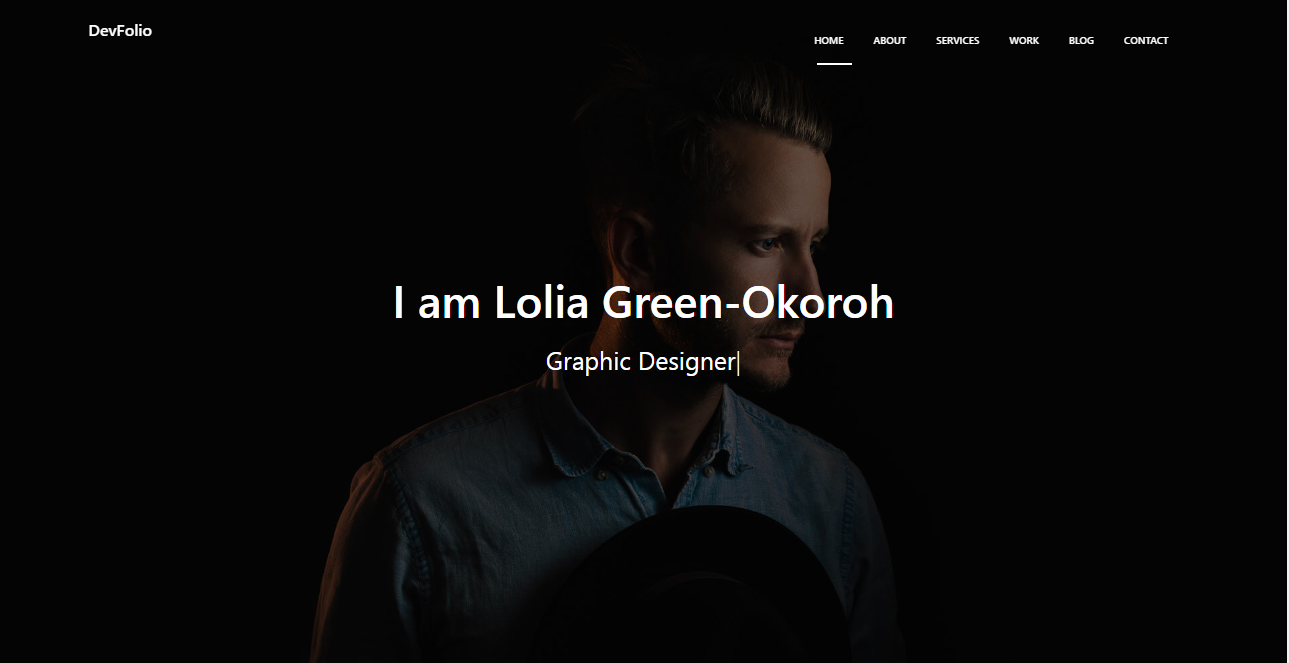 DevFolio
HOME ABOUT SERVICES WORK BLOG CONTACT
I am Lolia Green-Okoroh
Graphic Designer|